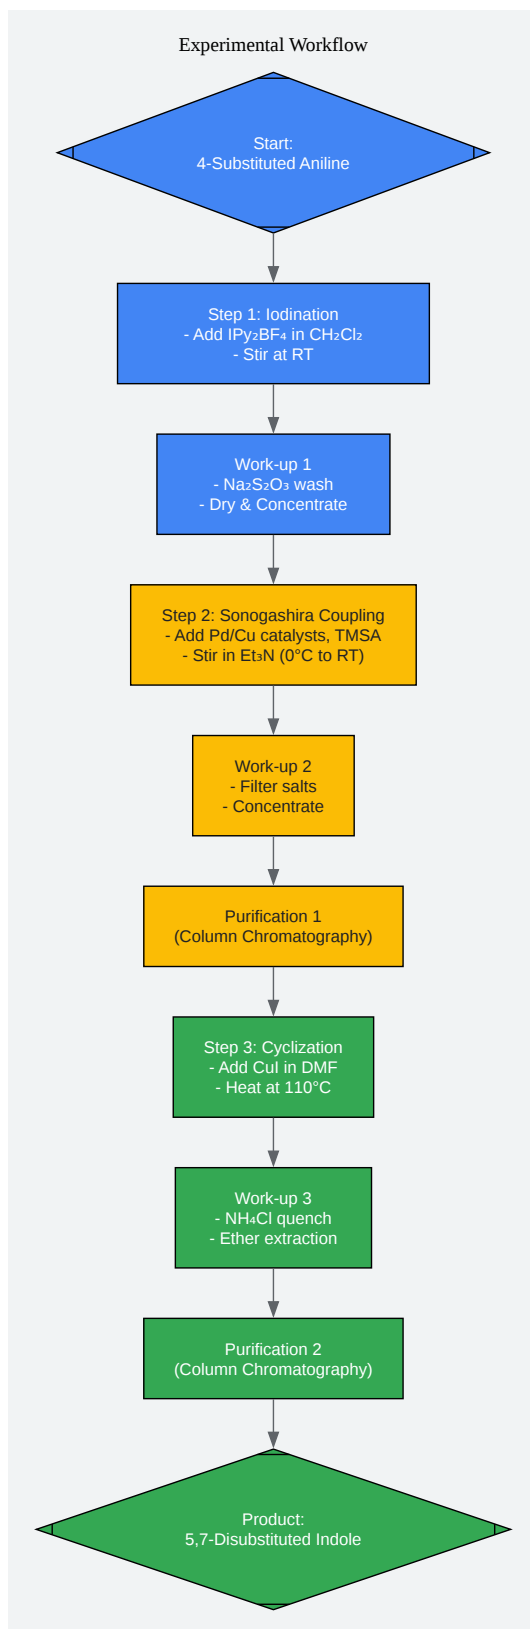 Experimental Workflow
Start:
4-Substituted Aniline
Step 1: Iodination
- Add IPy₂BF₄ in CH₂Cl₂
- Stir at RT
Work-up 1
- Na₂S₂O₃ wash
- Dry & Concentrate
Step 2: Sonogashira Coupling
- Add Pd/Cu catalysts, TMSA
- Stir in Et₃N (0°C to RT)
Work-up 2
- Filter salts
- Concentrate
Purification 1
(Column Chromatography)
Step 3: Cyclization
- Add CuI in DMF
- Heat at 110°C
Work-up 3
- NH₄Cl quench
- Ether extraction
Purification 2
(Column Chromatography)
Product:
5,7-Disubstituted Indole